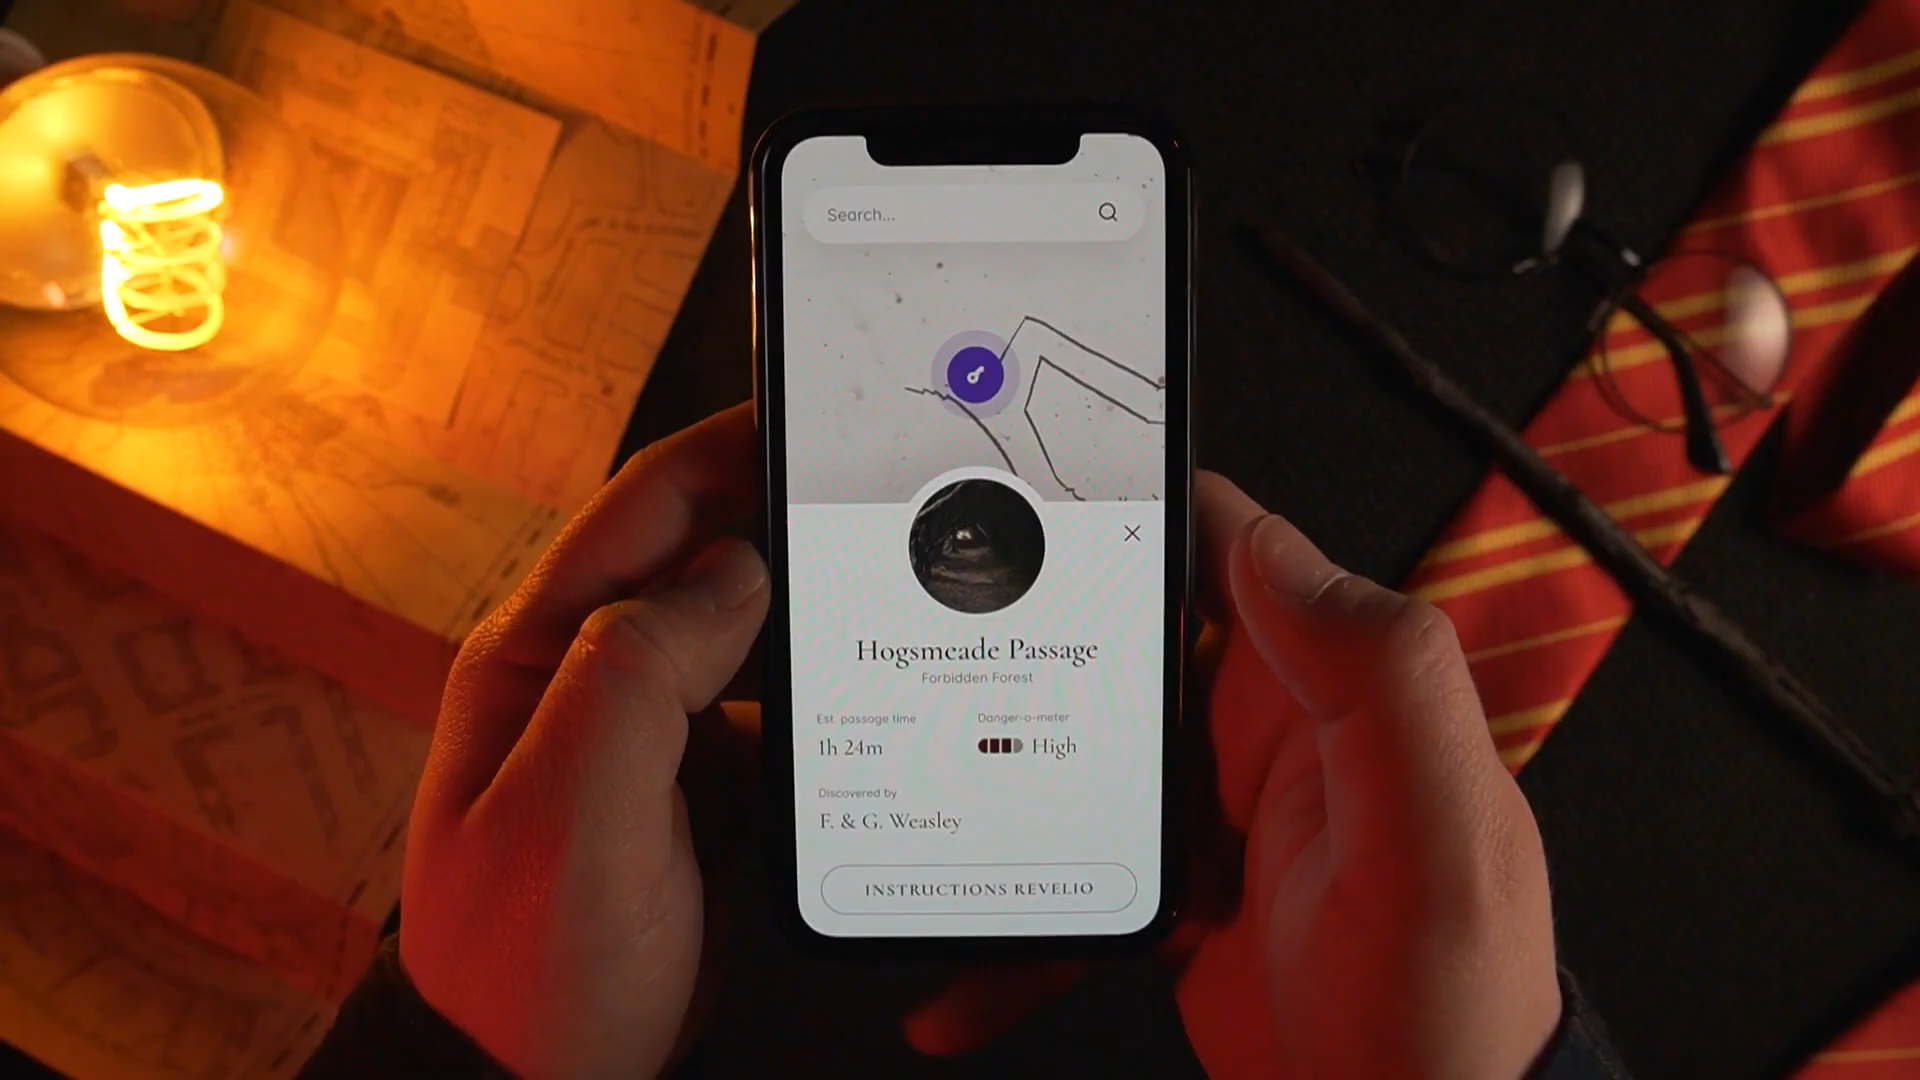 Search...
Hogsmeade Passage
Forbidden Forest
Est. passage time
Danger-o-meter
1h 24m
High
Discovered by
F. & G. Weasley
INSTRUCTIONS REVELIO